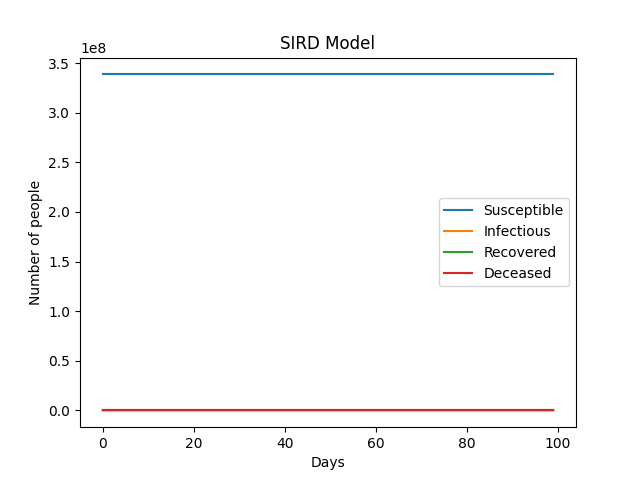 SIRD Model
1e8
3.5
3.0
2.5
2.0
1.5
1.0
0.5
0.0
Number of people
Susceptible
Infectious
Recovered
Deceased
0 20 40 60 80 100
Days